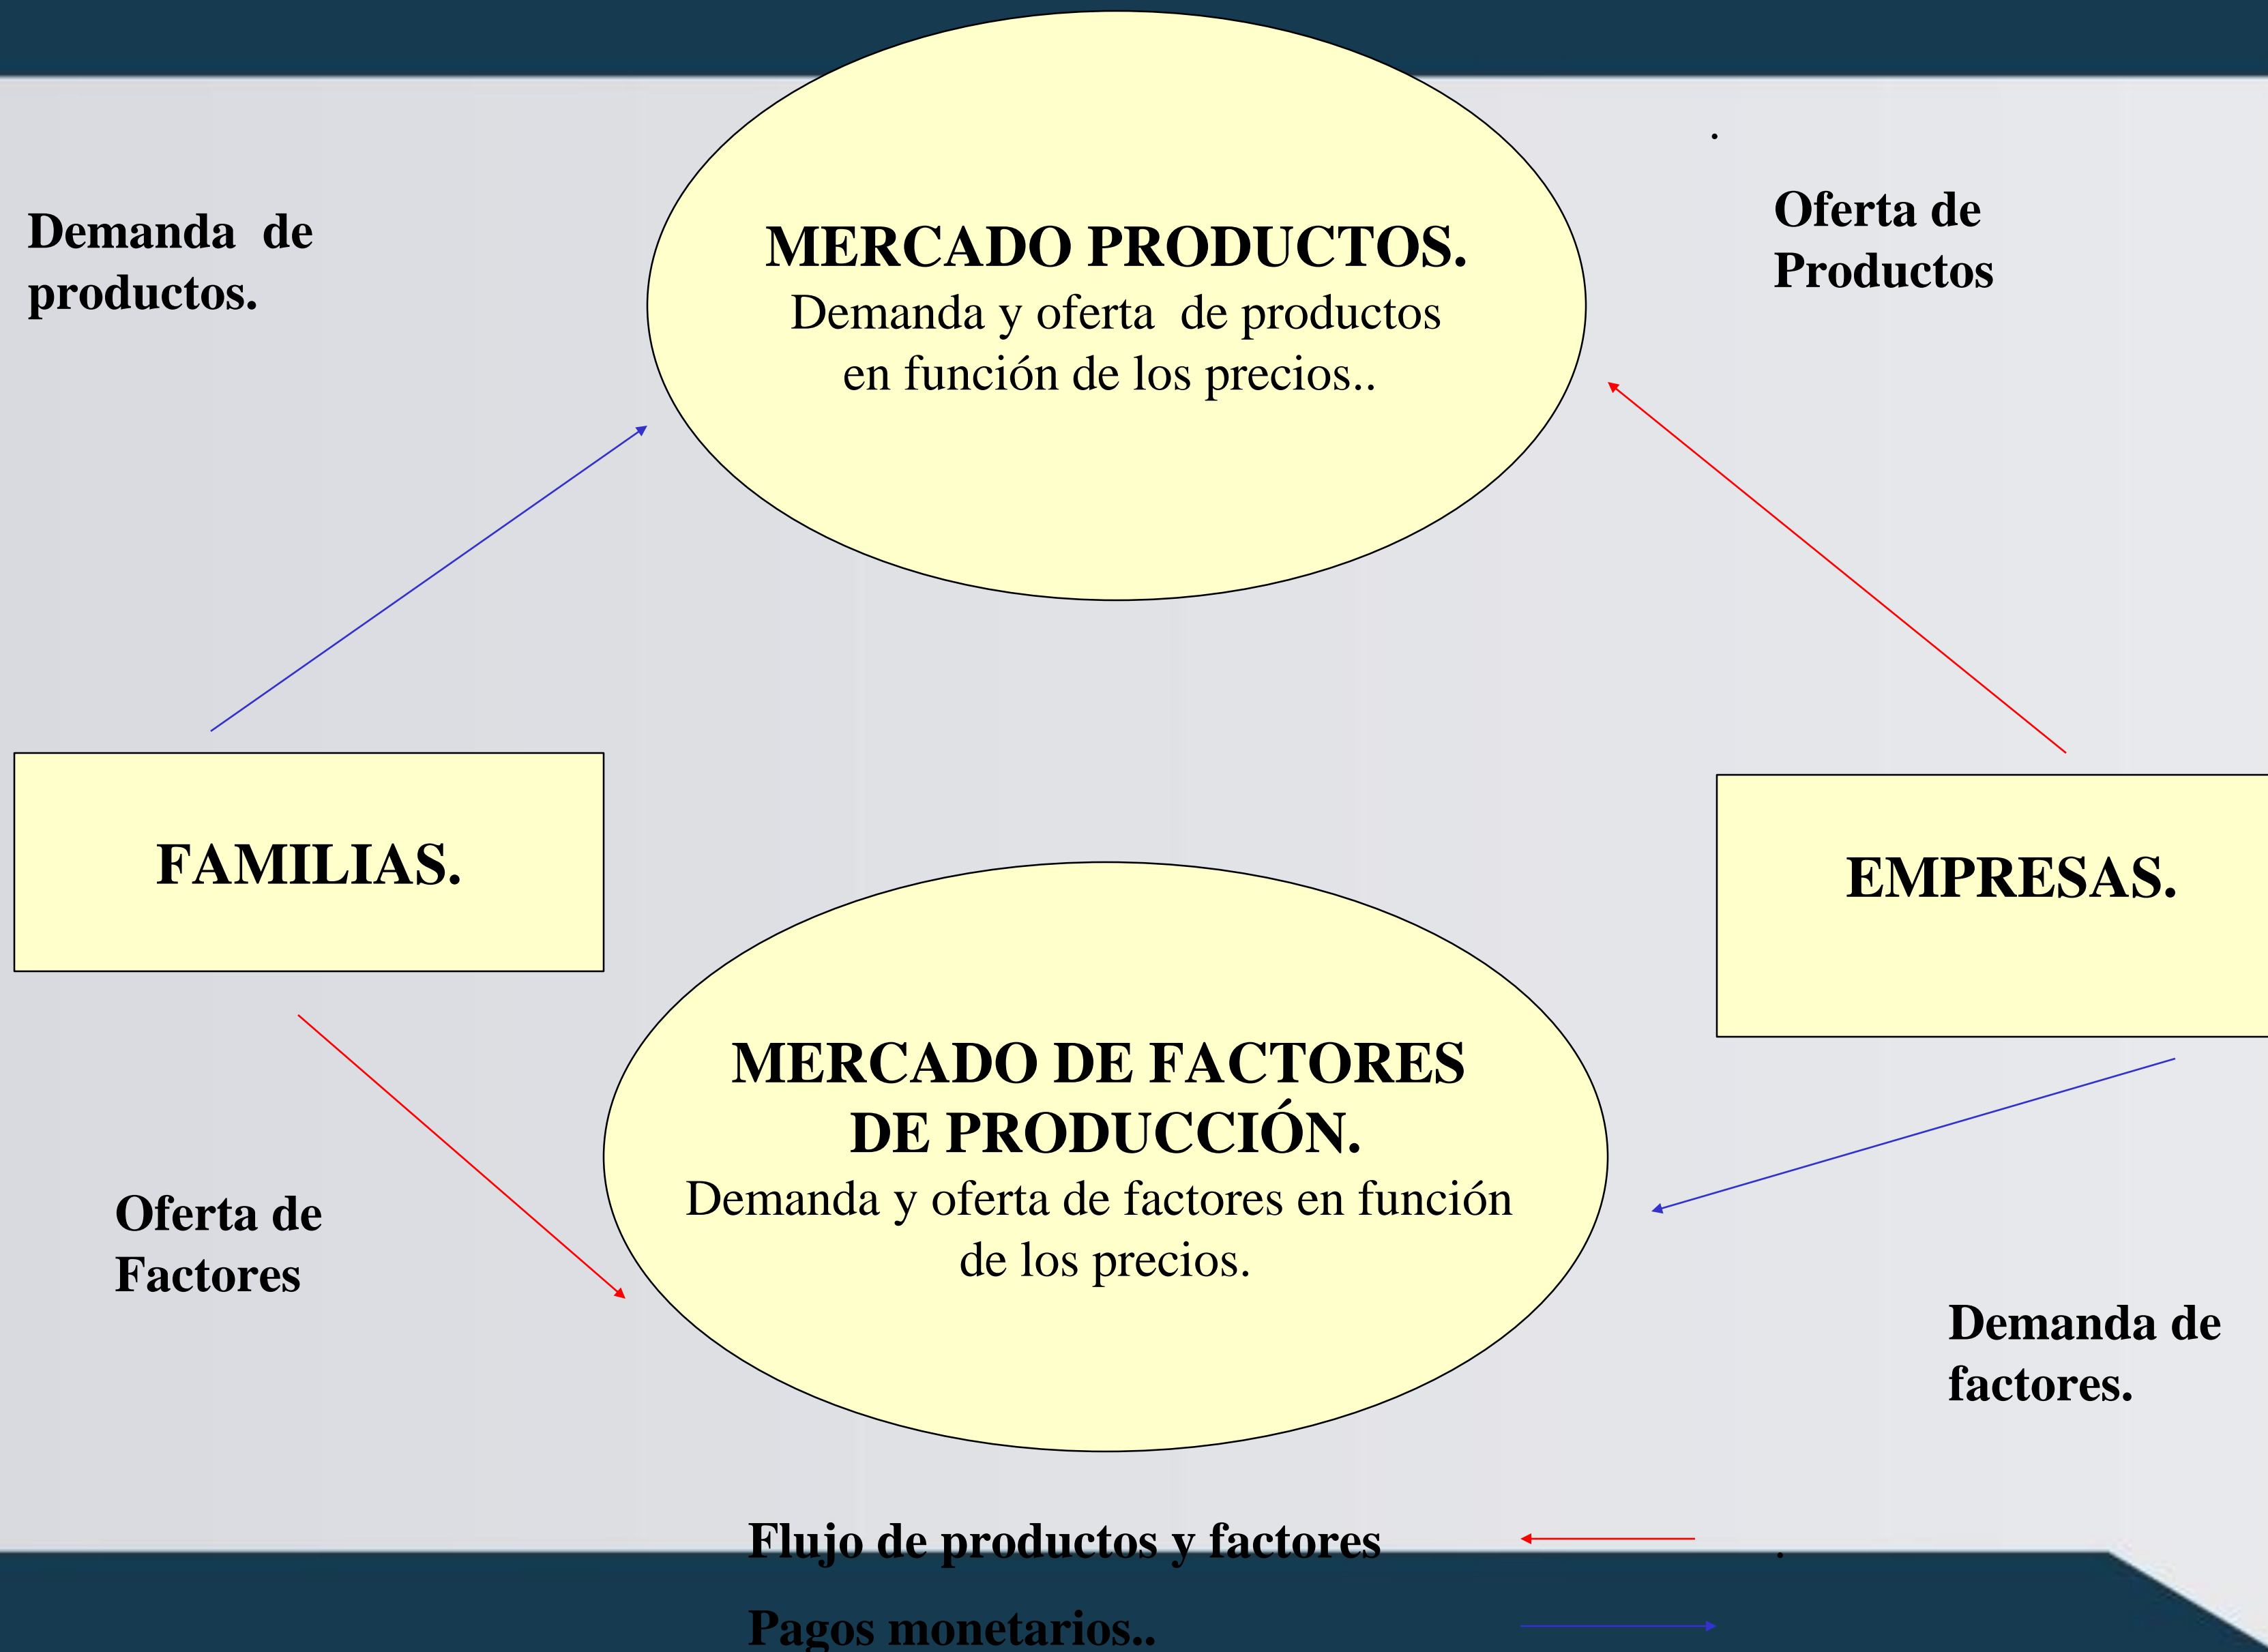 Demanda  de
productos.
MERCADO PRODUCTOS.
Demanda y oferta  de productos
en función de los precios..
.
Oferta de
Productos
FAMILIAS.
EMPRESAS.
MERCADO DE FACTORES
DE PRODUCCIÓN.
Demanda y oferta de factores en función
de los precios.
Oferta de
Factores
Demanda de
factores.
Flujo de productos y factores
.
Pagos monetarios..